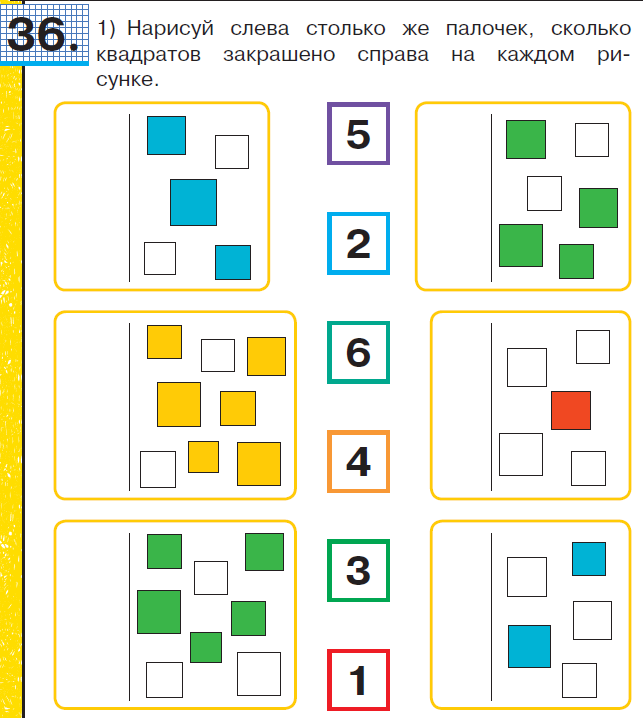 36.
1) Нарисуй слева столько же палочек, сколько
квадратов закрашено справа на каждом ри-
сунке.
5
2
6
4
3
1